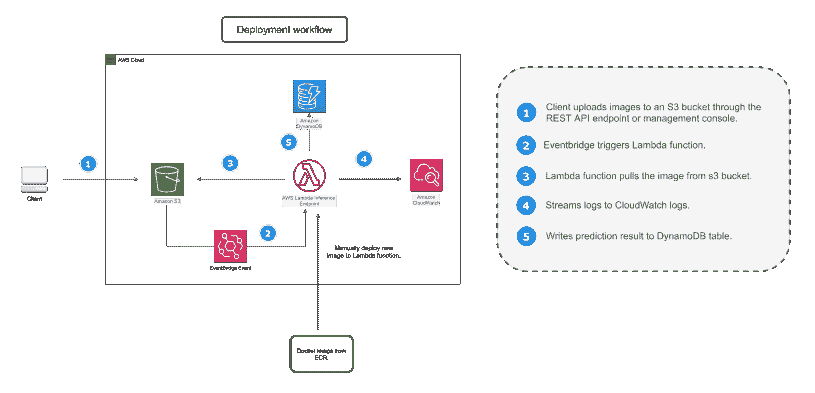 Deployment workflow
AWS Cloud
Amazon
DynamoDB
5
1
3
4
Client
Amazon S3
AWS Lambda Inference
Endpoint
Amazon
CloudWatch
2
EventBridge Event
Manually deploy new
image to Lambda function.
image from
ECR.
1 Client uploads images to an S3 bucket through the
REST API endpoint or management console.
2 Eventbridge triggers Lambda function.
3 Lambda function pulls the image from s3 bucket.
4 Streams logs to CloudWatch logs.
5 Writes prediction result to DynamoDB table.